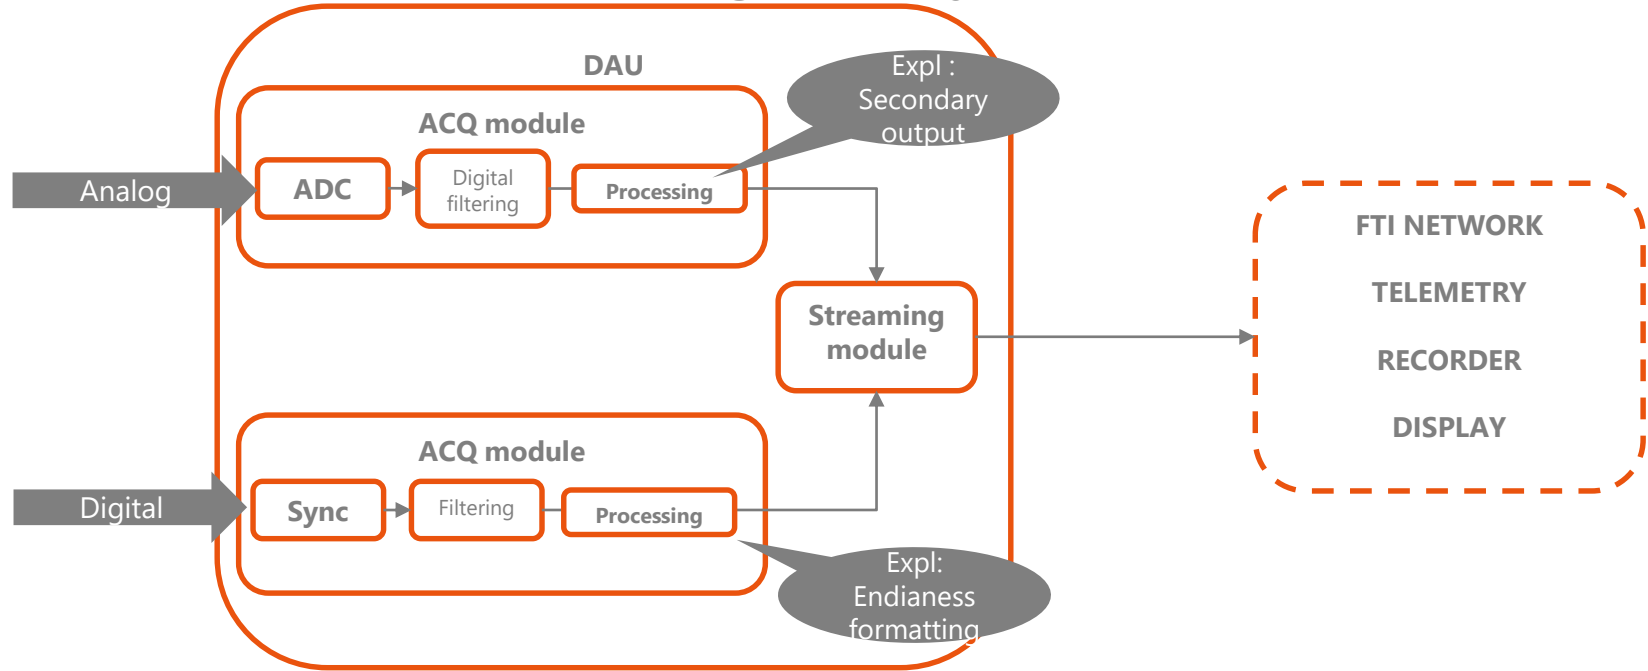 DAU
Expl :
Secondary
output
ACQ module
Analog
ADC
Digital
filtering
Processing
Streaming
module
ACQ module
Digital
Sync
Filtering
Processing
Expl:
Endianess
formatting
FTI NETWORK
TELEMETRY
RECORDER
DISPLAY